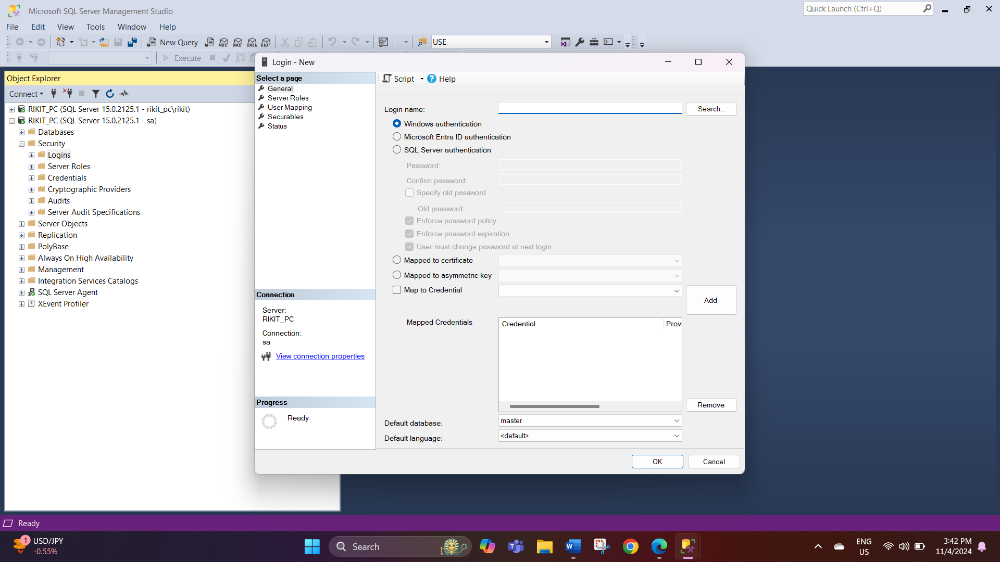 Microsoft SQL Server Management Studio
Quick Launch (Ctrl+Q)
File Edit View Tools Window Help
New Query MDX DMX XMLA DAX USE
Execute
Object Explorer
Connect
RIKIT_PC (SQL Server 15.0.2125.1 - rikit_pc\rikit)
RIKIT_PC (SQL Server 15.0.2125.1 - sa)
Databases
Security
Logins
Server Roles
Credentials
Cryptographic Providers
Audits
Server Audit Specifications
Server Objects
Replication
PolyBase
Always On High Availability
Management
Integration Services Catalogs
SQL Server Agent
XEvent Profiler
Login - New
Select a page
General
Server Roles
User Mapping
Securables
Status
Connection
Server:
RIKIT_PC
Connection:
sa
View connection properties
Progress
Ready
Script Help
Login name: Search...
Windows authentication
Microsoft Entra ID authentication
SQL Server authentication
Password:
Confirm password:
Specify old password
Old password:
Enforce password policy
Enforce password expiration
User must change password at next login
Mapped to certificate
Mapped to asymmetric key
Map to Credential
Add
Mapped Credentials Credential Provi
Remove
Default database: master
Default language: <default>
OK Cancel
Ready
1 USD/JPY
-0.55%
Search
ENG
US
3:42 PM
11/4/2024